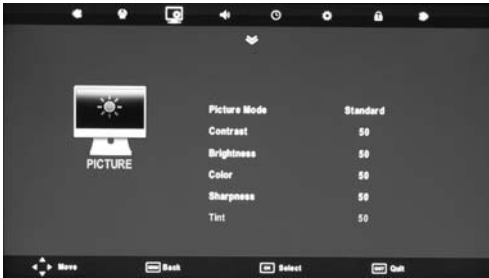 PICTURE
Picture Mode Standard
Contrast 50
Brightness 50
Color 50
Sharpness 50
Tint 50
Move Back Select Quit